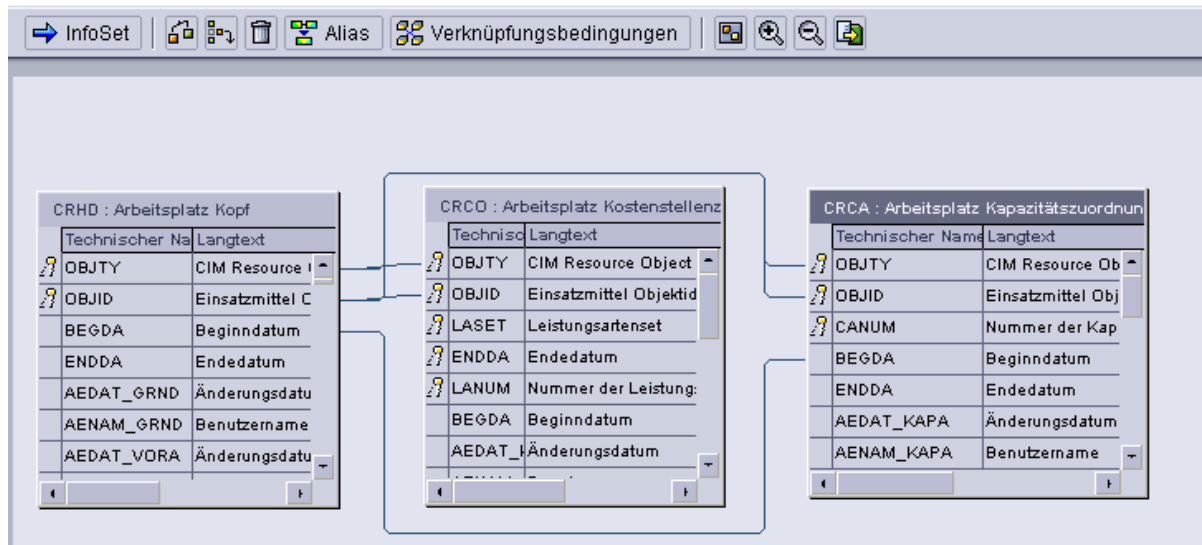 InfoSet Alias Verknüpfungsbedingungen
CRHD : Arbeitsplatz Kopf
Technischer Na Langtext
OBJTY CIM Resource
OBJID Einsatzmittel C
BEGDA Beginndatum
ENDDA Endedatum
AEDAT_GRND Änderungsdatu
AENAM_GRND Benutzername
AEDAT_VORA Änderungsdatu
CRCO : Arbeitsplatz Kostenstellenz
Technisc Langtext
OBJTY CIM Resource Object
OBJID Einsatzmittel Objektid
LASET Leistungsartenset
ENDDA Endedatum
LANUM Nummer der Leistung
BEGDA Beginndatum
AEDAT_ Änderungsdatum
CRCA : Arbeitsplatz Kapazitätszuordnun
Technischer Name Langtext
OBJTY CIM Resource Ob
OBJID Einsatzmittel Obj
CANUM Nummer der Kap
BEGDA Beginndatum
ENDDA Endedatum
AEDAT_KAPA Änderungsdatum
AENAM_KAPA Benutzername